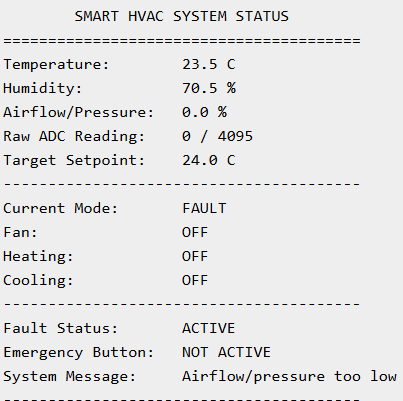 SMART HVAC SYSTEM STATUS
========================================
Temperature: 23.5 C
Humidity: 70.5 %
Airflow/Pressure: 0.0 %
Raw ADC Reading: 0 / 4095
Target Setpoint: 24.0 C
----------------------------------------
Current Mode: FAULT
Fan: OFF
Heating: OFF
Cooling: OFF
----------------------------------------
Fault Status: ACTIVE
Emergency Button: NOT ACTIVE
System Message: Airflow/pressure too low
----------------------------------------